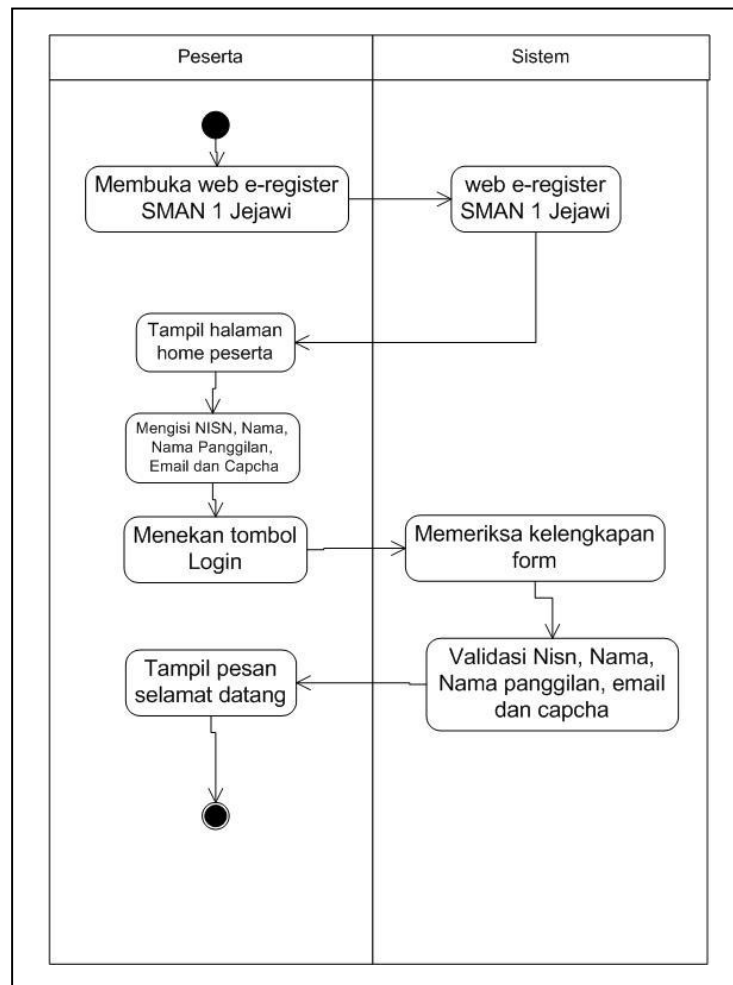 Peserta
Sistem
Membuka web e-register
SMAN 1 Jejawi
web e-register
SMAN 1 Jejawi
Tampil halaman
home peserta
Mengisi NISN, Nama,
Nama Panggilan,
Email dan Capcha
Menekan tombol
Login
Memeriksa kelengkapan
form
Validasi Nisn, Nama,
Nama panggilan, email
dan capcha
Tampil pesan
selamat datang